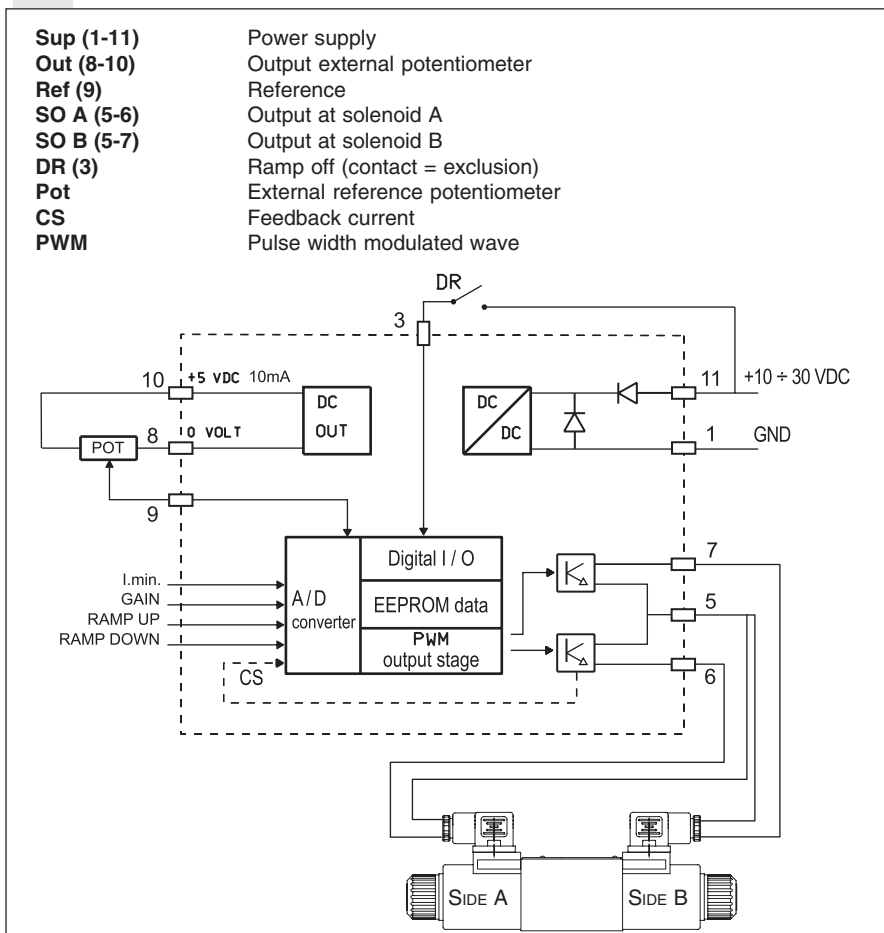 Sup (1-11) Power supply
Out (8-10) Output external potentiometer
Ref (9) Reference
SO A (5-6) Output at solenoid A
SO B (5-7) Output at solenoid B
DR (3) Ramp off (contact = exclusion)
Pot External reference potentiometer
CS Feedback current
PWM Pulse width modulated wave
DR
3
10 +5 VDC 10mA
DC
OUT
DC
DC
11 +10 ÷ 30 VDC
8 0 VOLT
POT
1 GND
9
Digital I / O
7
I.min.
GAIN
RAMP UP
RAMP DOWN
A/D
converter
EEPROM data
5
PWM
output stage
CS
6
SIDE A SIDE B